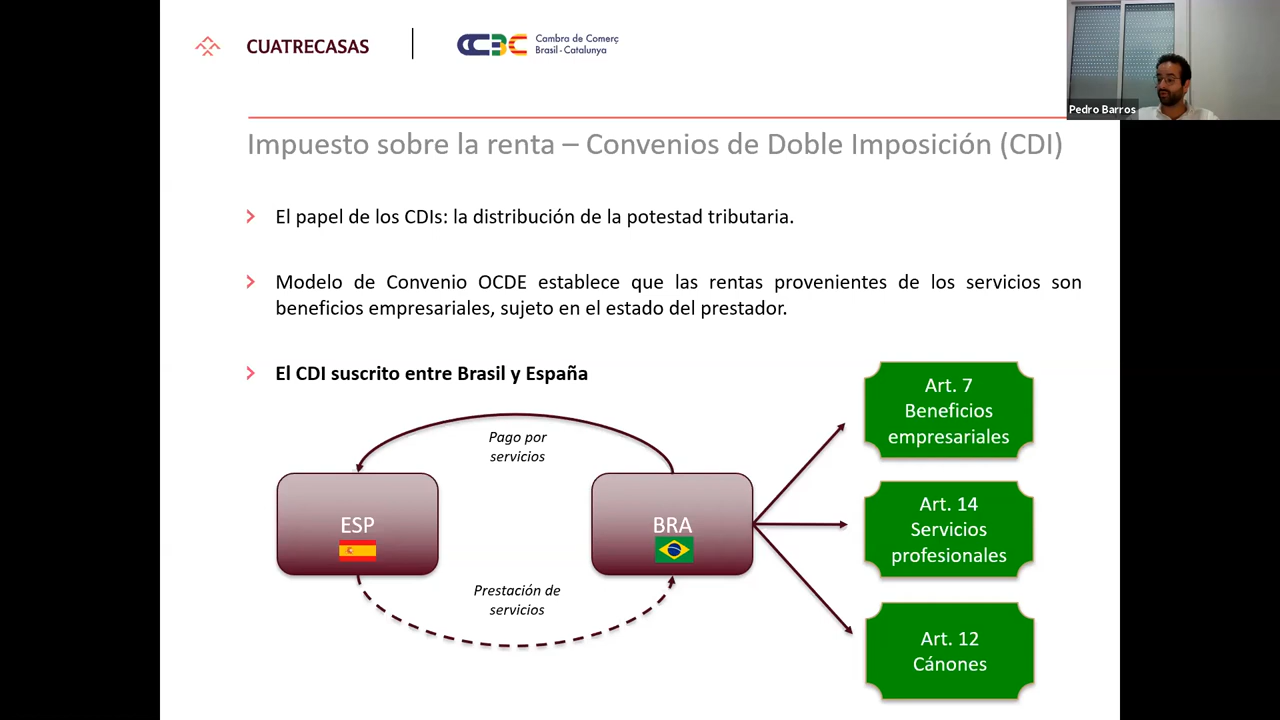 CUATRECASAS
CCBC
Cambra de Comerç
Brasil - Catalunya
Pedro Barros
Impuesto sobre la renta – Convenios de Doble Imposición (CDI)
El papel de los CDIs: la distribución de la potestad tributaria.
Modelo de Convenio OCDE establece que las rentas provenientes de los servicios son
beneficios empresariales, sujeto en el estado del prestador.
El CDI suscrito entre Brasil y España
Pago por
servicios
ESP
BRA
Prestación de
servicios
Art. 7
Beneficios
empresariales
Art. 14
Servicios
profesionales
Art. 12
Cánones